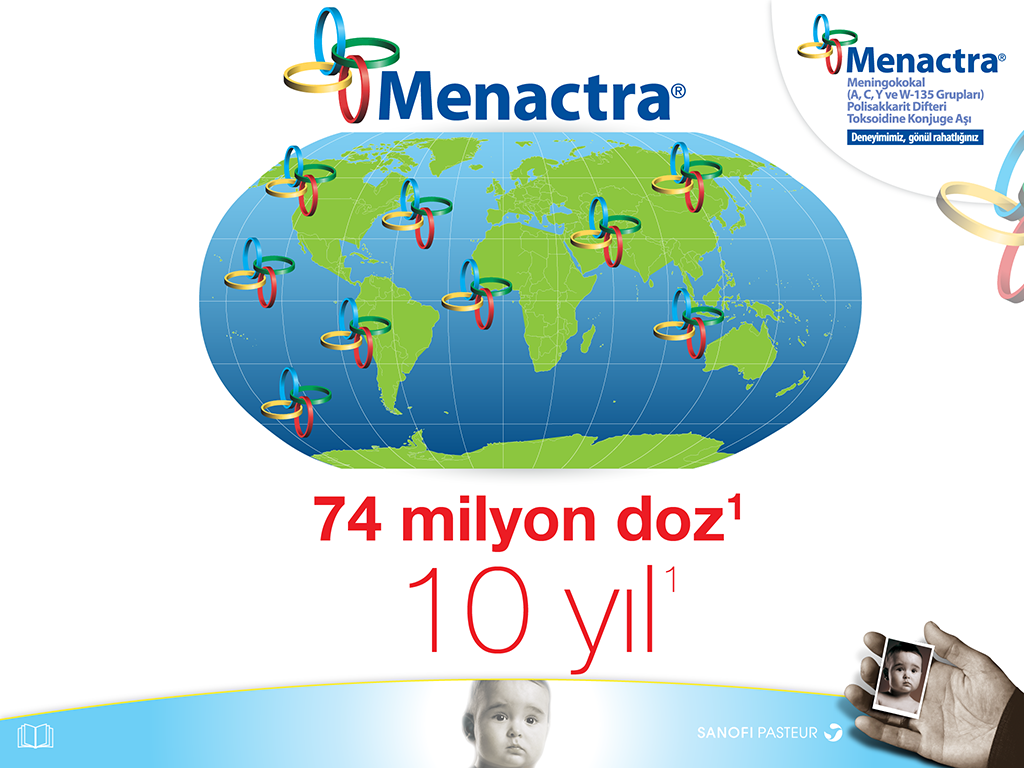 Menactra®
Menactra®
Meningokokal
(A, C, Y ve W-135 Grupları)
Polisakkarit Difteri
Toksoidine Konjuge Aşı
Deneyimimiz, gönül rahatlığınız
74 milyon doz¹
10 yıl¹
SANOFI PASTEUR